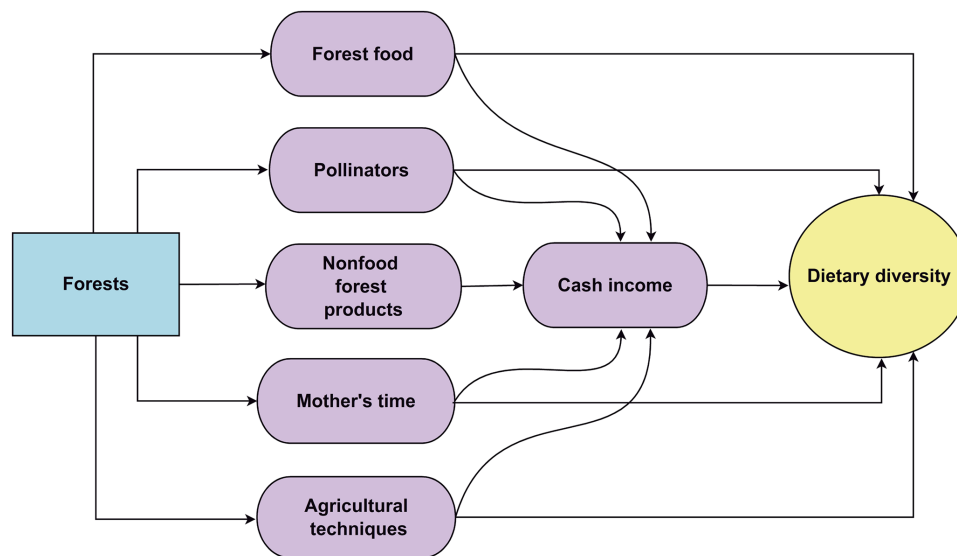 Forest food
Pollinators
Forests
Nonfood
forest
products
Cash income
Dietary diversity
Mother's time
Agricultural
techniques